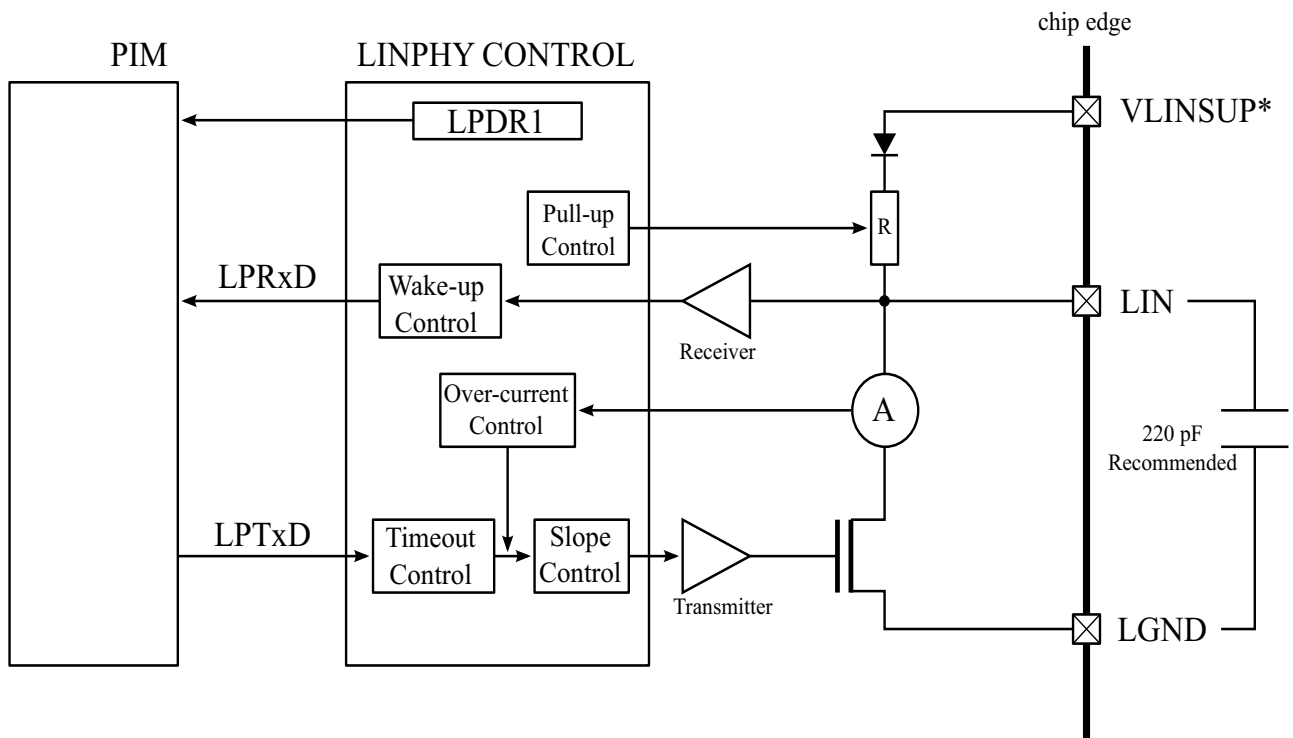 chip edge
PIM
LINPHY CONTROL
VLINSUP*
LPDR1
Pull-up
Control
R
LPRxD
Wake-up
Control
Receiver
LIN
Over-current
Control
A
220 pF
Recommended
LPTxD
Timeout
Control
Slope
Control
Transmitter
LGND